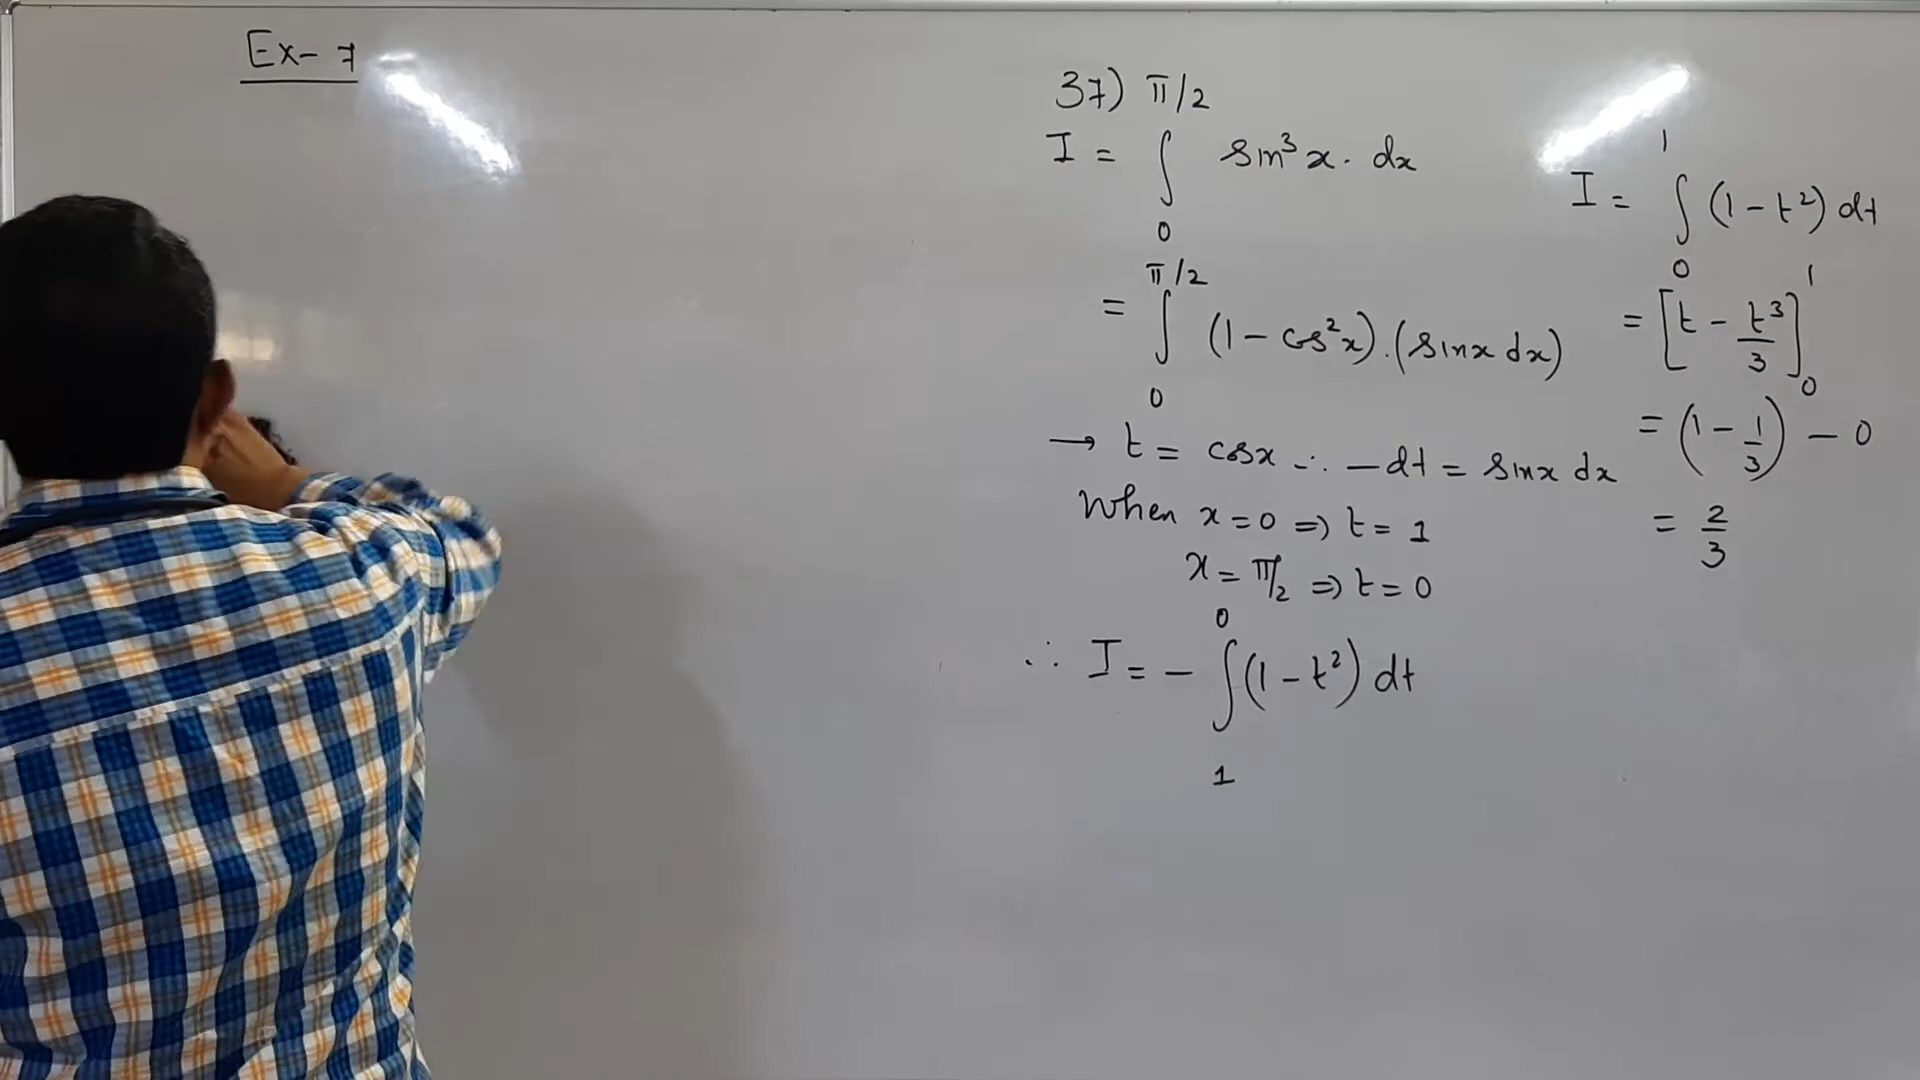 Ex- 7
37) π/2
I = ∫ sin³x. dx
0
π/2
= ∫ (1 - cos²x).(sinx dx)
0
→ t = cosx ∴ -dt = sinx dx
When x = 0 ⇒ t = 1
x = π/2 ⇒ t = 0
0
∴ I = - ∫ (1 - t²) dt
1
1
I = ∫ (1 - t²) dt
0
= [t - t³/3]₀¹
= (1 - 1/3) - 0
= 2/3